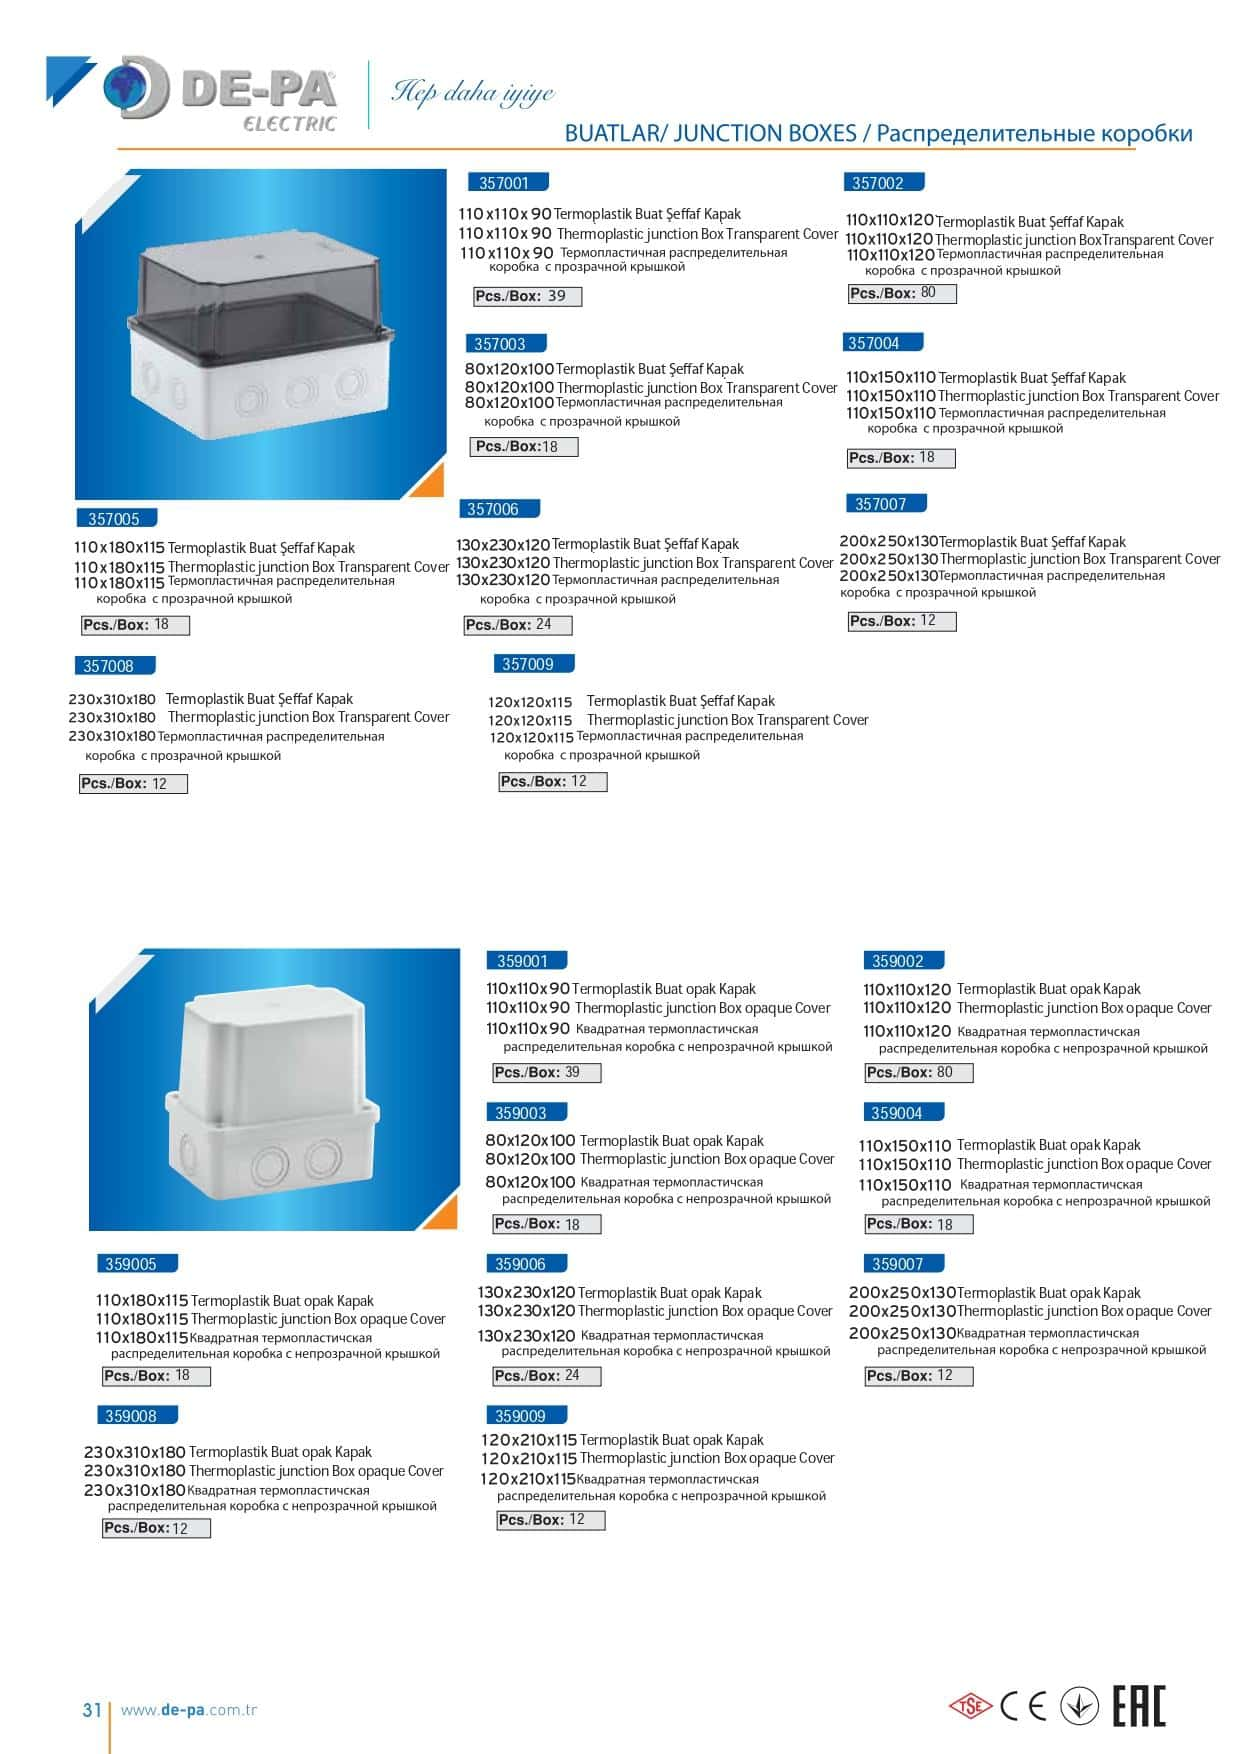 DE-PA
ELECTRIC
Hep daha iyiye
BUATLAR/ JUNCTION BOXES / Распределительные коробки
357001
110x110x 90 Termoplastik Buat Şeffaf Kapak
110x110x 90 Thermoplastic junction Box Transparent Cover
110x110x 90 Термопластичная распределительная
коробка с прозрачной крышкой
Pcs./Box: 39
357002
110x110x120 Termoplastik Buat Şeffaf Kapak
110x110x120 Thermoplastic junction BoxTransparent Cover
110x110x120 Термопластичная распределительная
коробка с прозрачной крышкой
Pcs./Box: 80
357003
80x120x100 Termoplastik Buat Şeffaf Kapak
80x120x100 Thermoplastic junction Box Transparent Cover
80x120x100 Термопластичная распределительная
коробка с прозрачной крышкой
Pcs./Box:18
357004
110x150x110 Termoplastik Buat Şeffaf Kapak
110x150x110 Thermoplastic junction Box Transparent Cover
110x150x110 Термопластичная распределительная
коробка с прозрачной крышкой
Pcs./Box: 18
357005
110x180x115 Termoplastik Buat Şeffaf Kapak
110x180x115 Thermoplastic junction Box Transparent Cover
110x180x115 Термопластичная распределительная
коробка с прозрачной крышкой
Pcs./Box: 18
357006
130x230x120 Termoplastik Buat Şeffaf Kapak
130x230x120 Thermoplastic junction Box Transparent Cover
130x230x120 Термопластичная распределительная
коробка с прозрачной крышкой
Pcs./Box: 24
357007
200x250x130 Termoplastik Buat Şeffaf Kapak
200x250x130 Thermoplastic junction Box Transparent Cover
200x250x130 Термопластичная распределительная
коробка с прозрачной крышкой
Pcs./Box: 12
357008
230x310x180 Termoplastik Buat Şeffaf Kapak
230x310x180 Thermoplastic junction Box Transparent Cover
230x310x180 Термопластичная распределительная
коробка с прозрачной крышкой
Pcs./Box: 12
357009
120x120x115 Termoplastik Buat Şeffaf Kapak
120x120x115 Thermoplastic junction Box Transparent Cover
120x120x115 Термопластичная распределительная
коробка с прозрачной крышкой
Pcs./Box: 12
359001
110x110x90 Termoplastik Buat opak Kapak
110x110x90 Thermoplastic junction Box opaque Cover
110x110x90 Квадратная термопластичская
распределительная коробка с непрозрачной крышкой
Pcs./Box: 39
359002
110x110x120 Termoplastik Buat opak Kapak
110x110x120 Thermoplastic junction Box opaque Cover
110x110x120 Квадратная термопластичская
распределительная коробка с непрозрачной крышкой
Pcs./Box: 80
359003
80x120x100 Termoplastik Buat opak Kapak
80x120x100 Thermoplastic junction Box opaque Cover
80x120x100 Квадратная термопластичская
распределительная коробка с непрозрачной крышкой
Pcs./Box: 18
359004
110x150x110 Termoplastik Buat opak Kapak
110x150x110 Thermoplastic junction Box opaque Cover
110x150x110 Квадратная термопластичская
распределительная коробка с непрозрачной крышкой
Pcs./Box: 18
359005
110x180x115 Termoplastik Buat opak Kapak
110x180x115 Thermoplastic junction Box opaque Cover
110x180x115 Квадратная термопластичская
распределительная коробка с непрозрачной крышкой
Pcs./Box: 18
359006
130x230x120 Termoplastik Buat opak Kapak
130x230x120 Thermoplastic junction Box opaque Cover
130x230x120 Квадратная термопластичская
распределительная коробка с непрозрачной крышкой
Pcs./Box: 24
359007
200x250x130 Termoplastik Buat opak Kapak
200x250x130 Thermoplastic junction Box opaque Cover
200x250x130 Квадратная термопластичская
распределительная коробка с непрозрачной крышкой
Pcs./Box: 12
359008
230x310x180 Termoplastik Buat opak Kapak
230x310x180 Thermoplastic junction Box opaque Cover
230x310x180 Квадратная термопластичская
распределительная коробка с непрозрачной крышкой
Pcs./Box: 12
359009
120x210x115 Termoplastik Buat opak Kapak
120x210x115 Thermoplastic junction Box opaque Cover
120x210x115 Квадратная термопластичская
распределительная коробка с непрозрачной крышкой
Pcs./Box: 12
31 www.de-pa.com.tr
TSE CE EAC